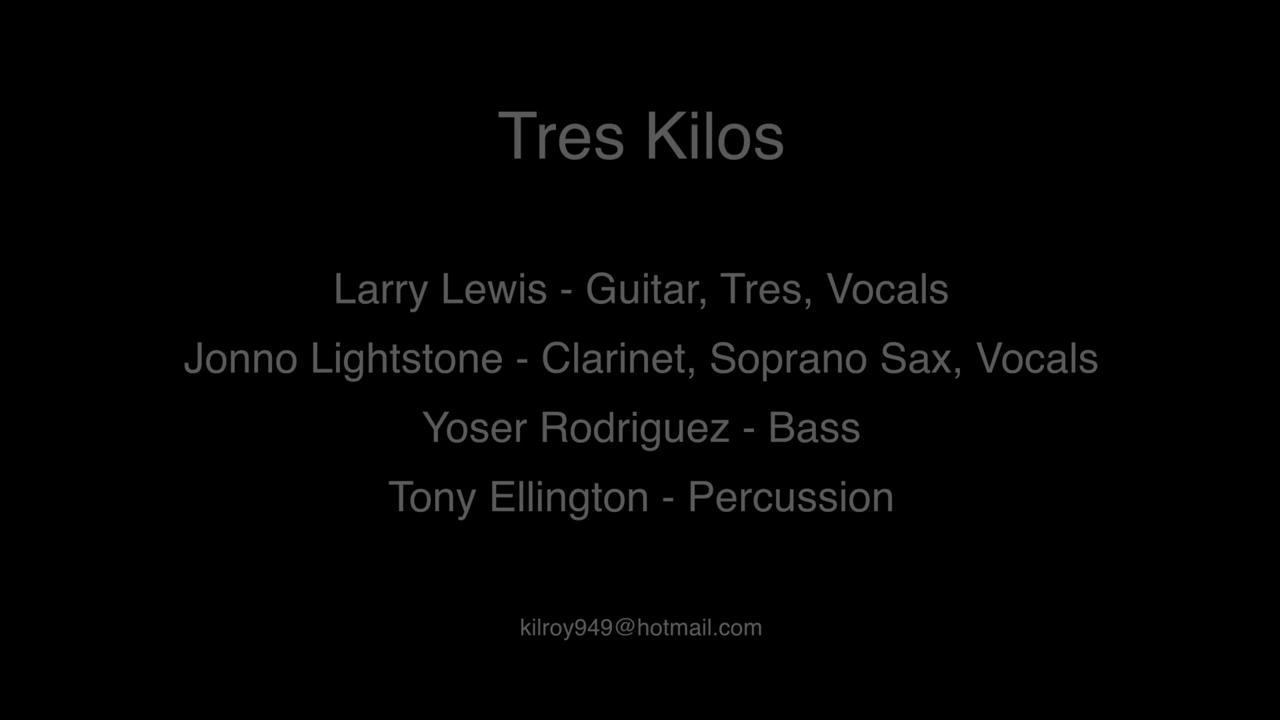 Tres Kilos
Larry Lewis - Guitar, Tres, Vocals
Jonno Lightstone - Clarinet, Soprano Sax, Vocals
Yoser Rodriguez - Bass
Tony Ellington - Percussion
kilroy949@hotmail.com